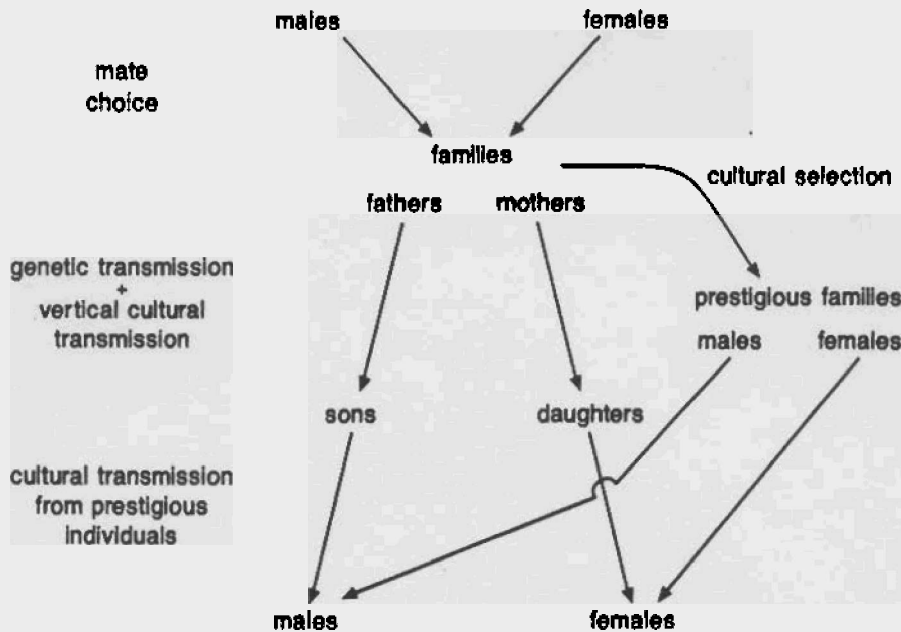 males females
mate
choice
families
cultural selection
fathers mothers
genetic transmission
+
vertical cultural
transmission
prestigious families
males females
sons daughters
cultural transmission
from prestigious
individuals
males females